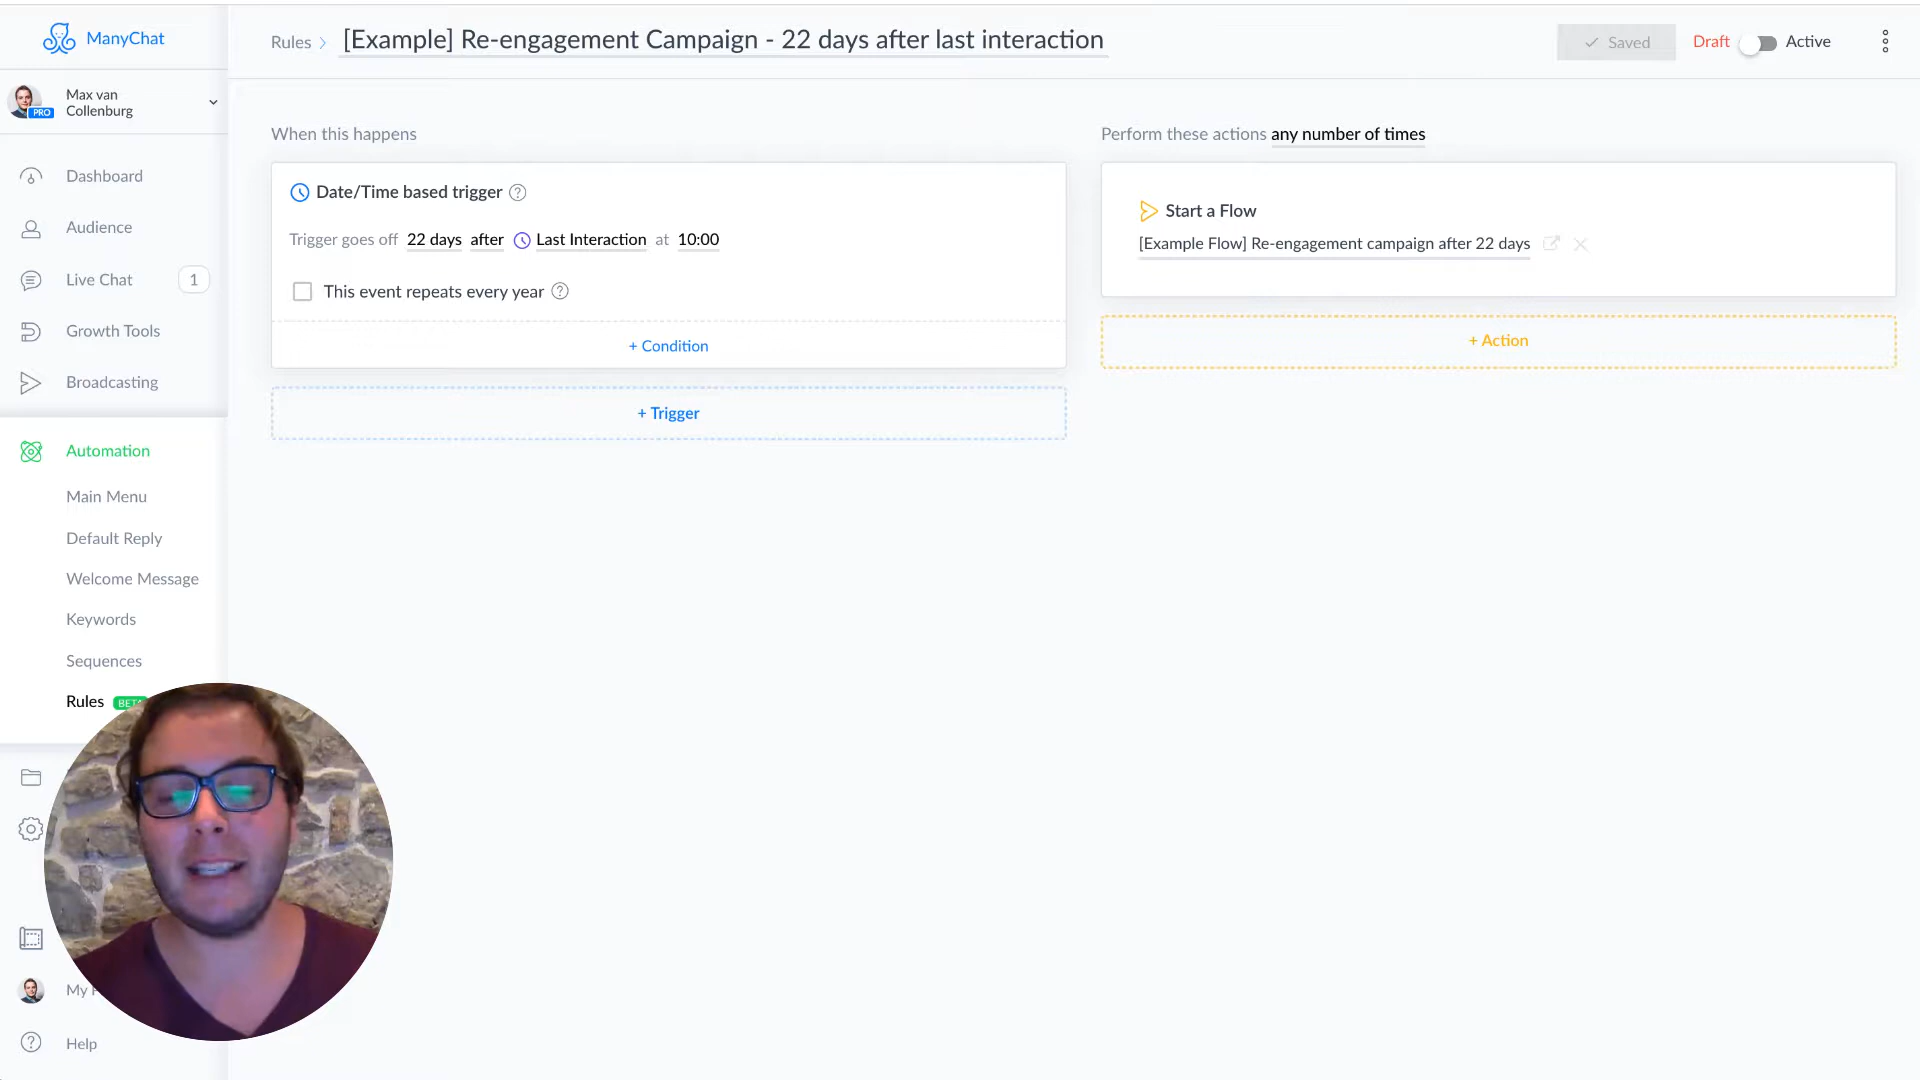 ManyChat
Rules
[Example] Re-engagement Campaign - 22 days after last interaction
Saved
Draft
Active
Max van
Collenburg
PRO
Dashboard
Audience
Live Chat
1
Growth Tools
Broadcasting
Automation
Main Menu
Default Reply
Welcome Message
Keywords
Sequences
Rules
Help
When this happens
Date/Time based trigger ?
Trigger goes off 22 days after Last Interaction at 10:00
This event repeats every year ?
+ Condition
+ Trigger
Perform these actions any number of times
Start a Flow
[Example Flow] Re-engagement campaign after 22 days
+ Action